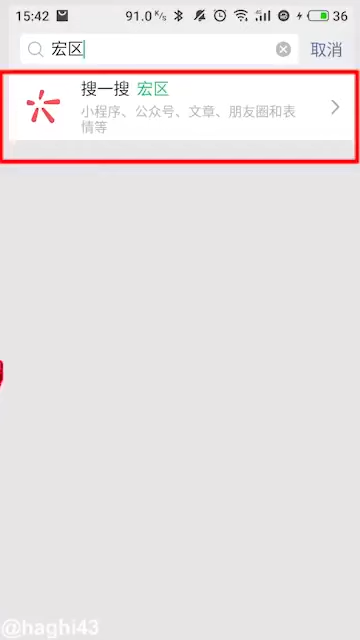 15:42 91.0 K/s 4G 36
宏区 取消
搜一搜 宏区
小程序、公众号、文章、朋友圈和表
情等
@haghi43